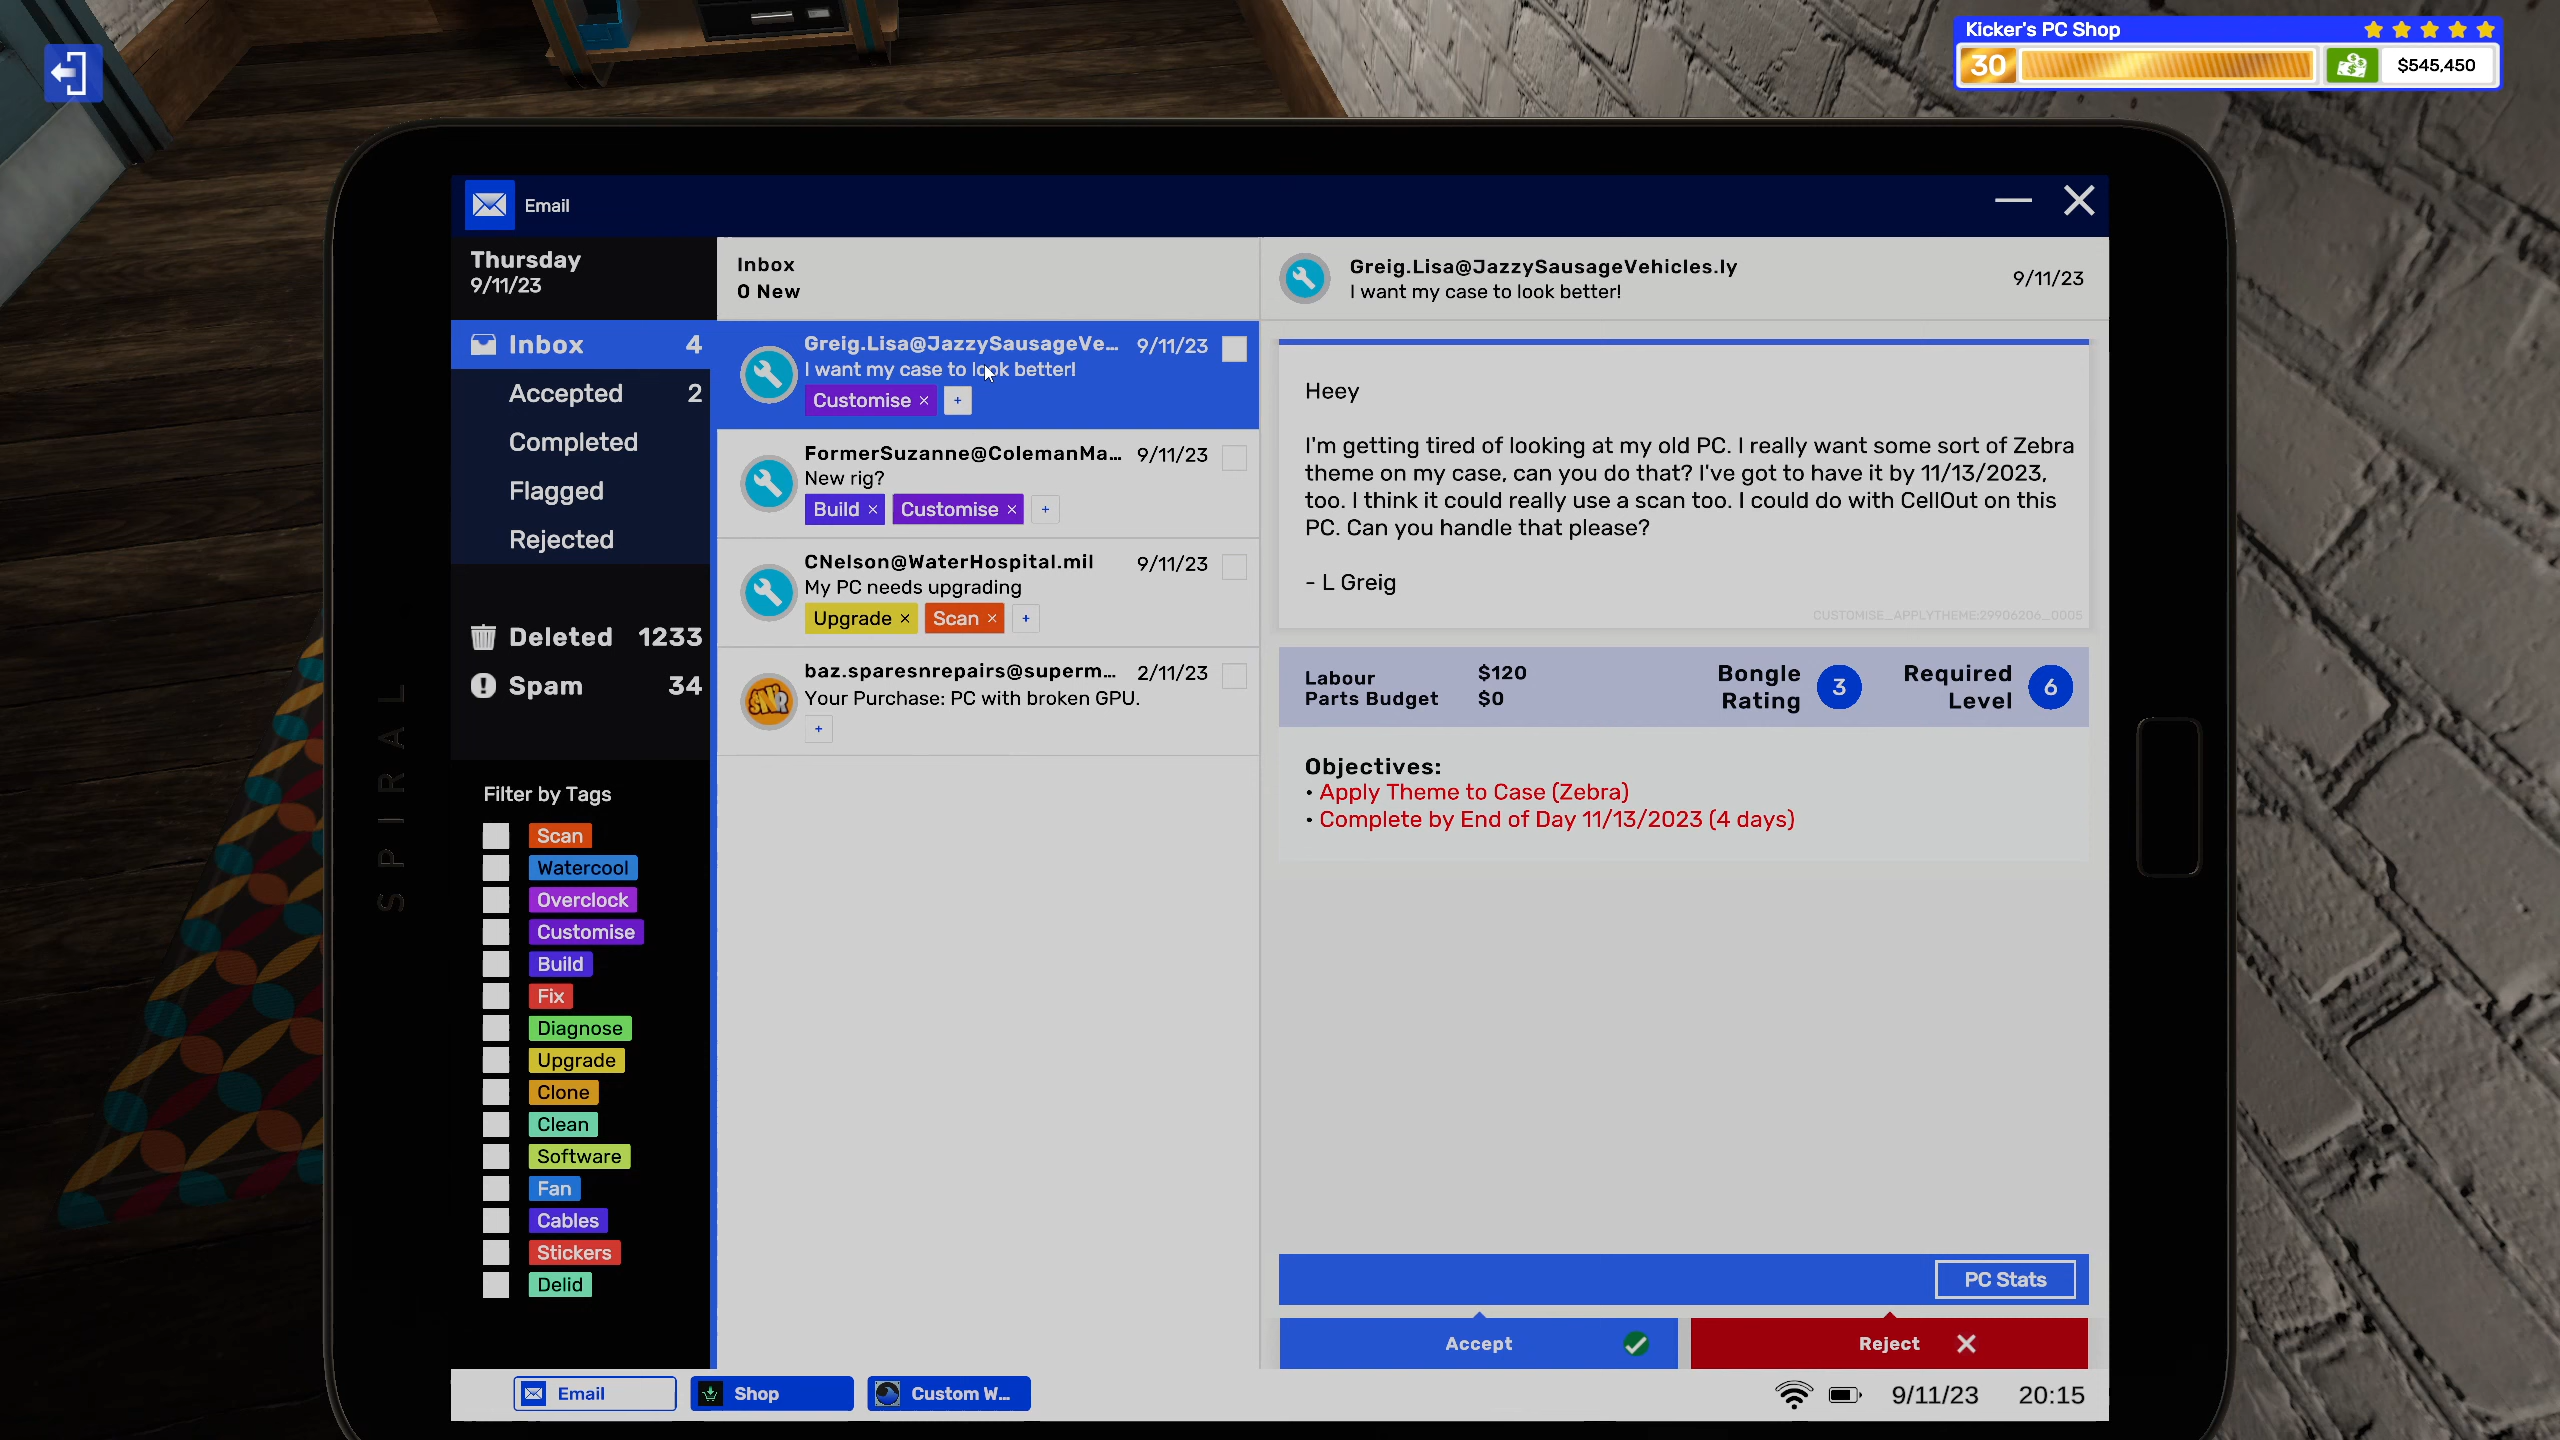 Kicker's PC Shop
30
$545,450
Email
Thursday
9/11/23
Inbox 4
Accepted 2
Completed
Flagged
Rejected
Deleted 1233
Spam 34
Filter by Tags
Scan
Watercool
Overclock
Customise
Build
Fix
Diagnose
Upgrade
Clone
Clean
Software
Fan
Cables
Stickers
Delid
Inbox
0 New
Greig.Lisa@JazzySausageVe... 9/11/23
I want my case to look better!
Customise × +
FormerSuzanne@ColemanMa... 9/11/23
New rig?
Build × Customise × +
CNelson@WaterHospital.mil 9/11/23
My PC needs upgrading
Upgrade × Scan × +
baz.sparesnrepairs@superm... 2/11/23
Your Purchase: PC with broken GPU.
SNR
+
Greig.Lisa@JazzySausageVehicles.ly
I want my case to look better!
9/11/23
Heey
I'm getting tired of looking at my old PC. I really want some sort of Zebra
theme on my case, can you do that? I've got to have it by 11/13/2023,
too. I think it could really use a scan too. I could do with CellOut on this
PC. Can you handle that please?
- L Greig
CUSTOMISE_APPLYTHEME:29906206_0005
Labour $120
Parts Budget $0
Bongle Rating 3
Required Level 6
Objectives:
• Apply Theme to Case (Zebra)
• Complete by End of Day 11/13/2023 (4 days)
PC Stats
Accept
Reject
Email
Shop
Custom W...
9/11/23 20:15
SPIRAL